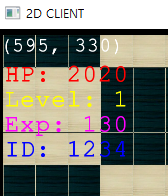 2D CLIENT
(595, 330)
HP: 2020
Level: 1
Exp: 130
ID: 1234